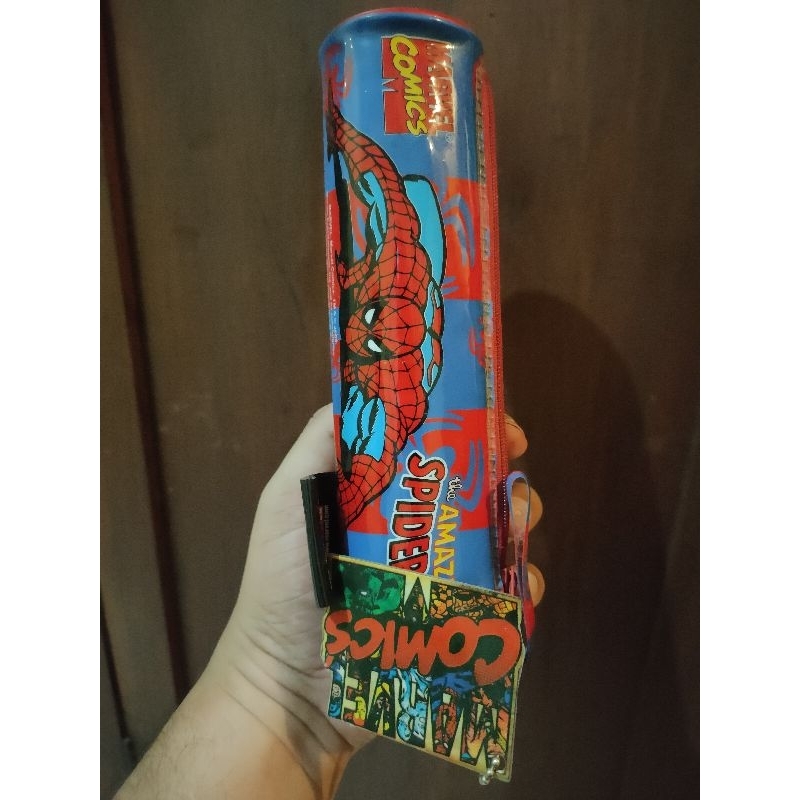 MARVEL
COMICS
the AMAZ
SPIDER
MARVEL
COMICS